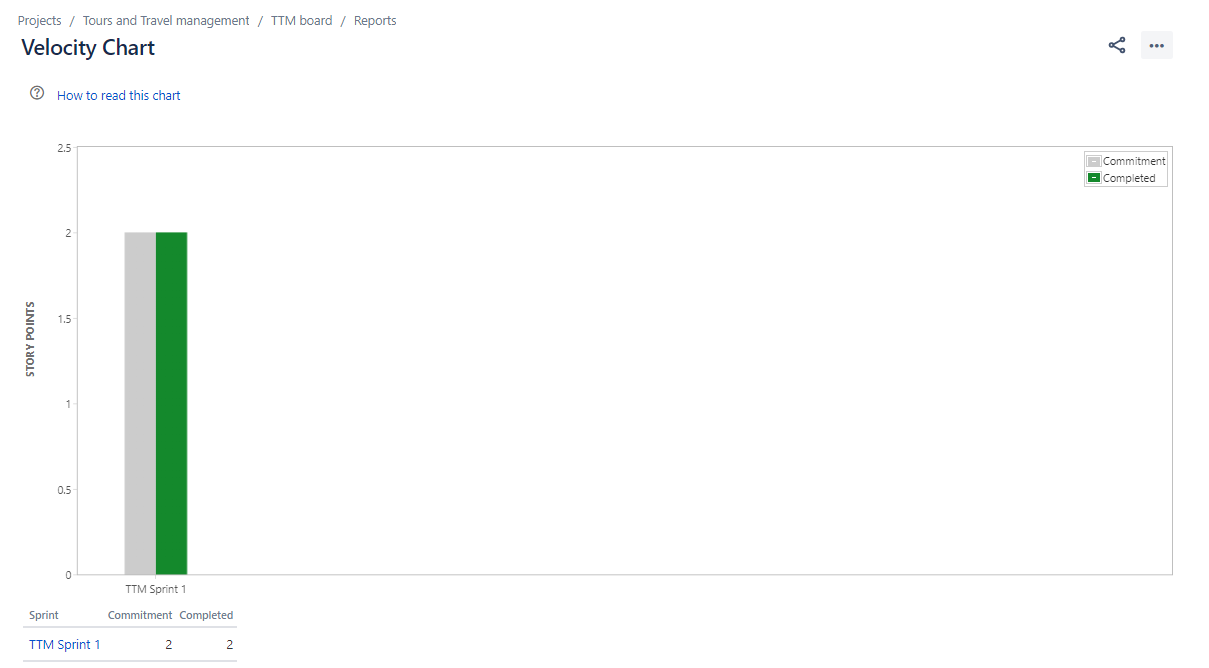 Projects / Tours and Travel management / TTM board / Reports
Velocity Chart
How to read this chart
2.5
Commitment
Completed
2
1.5
STORY POINTS
1
0.5
0
TTM Sprint 1
Sprint Commitment Completed
TTM Sprint 1 2 2